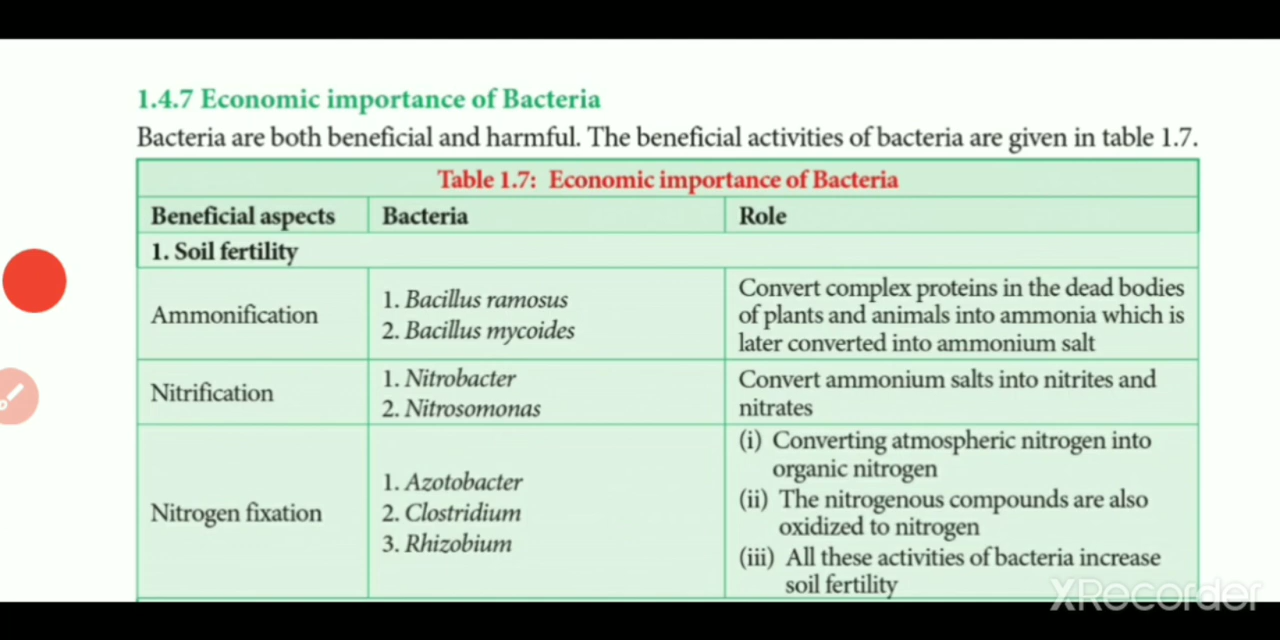 1.4.7 Economic importance of Bacteria
Bacteria are both beneficial and harmful. The beneficial activities of bacteria are given in table 1.7.
Table 1.7: Economic importance of Bacteria
Beneficial aspects Bacteria Role
1. Soil fertility
Ammonification
1. Bacillus ramosus
2. Bacillus mycoides
Convert complex proteins in the dead bodies
of plants and animals into ammonia which is
later converted into ammonium salt
Nitrification
1. Nitrobacter
2. Nitrosomonas
Convert ammonium salts into nitrites and
nitrates
Nitrogen fixation
1. Azotobacter
2. Clostridium
3. Rhizobium
(i) Converting atmospheric nitrogen into
organic nitrogen
(ii) The nitrogenous compounds are also
oxidized to nitrogen
(iii) All these activities of bacteria increase
soil fertility
XRecorder